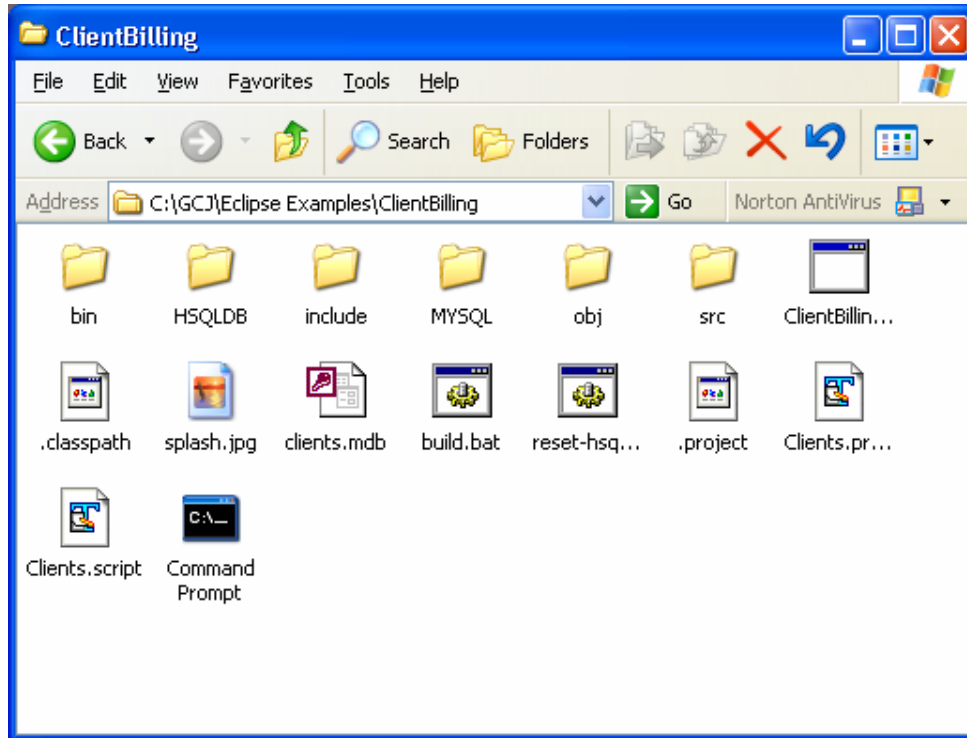 ClientBilling
File Edit View Favorites Tools Help
Back Search Folders
Address C:\GCJ\Eclipse Examples\ClientBilling Go Norton AntiVirus
bin HSQLDB include MYSQL obj src ClientBillin...
.classpath splash.jpg clients.mdb build.bat reset-hsq... .project Clients.pr...
C:\_
Clients.script Command
Prompt